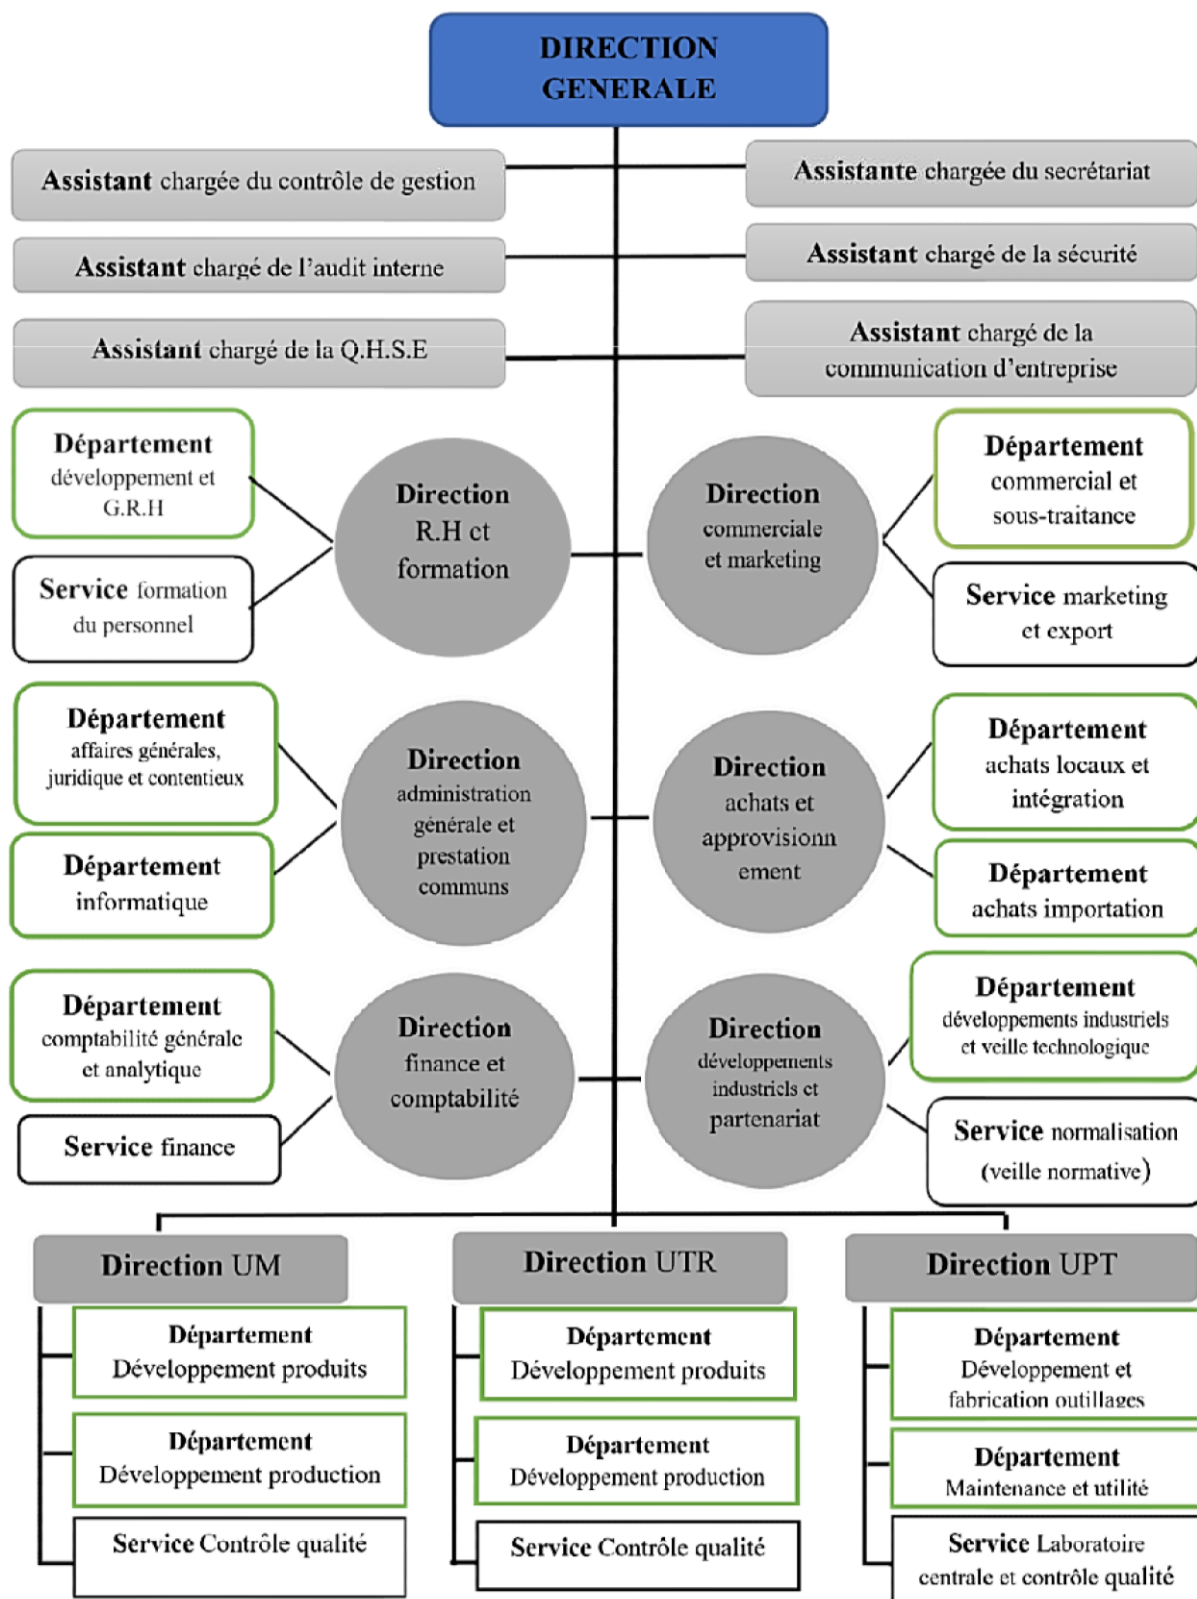 DIRECTION
GENERALE
Assistant chargée du contrôle de gestion
Assistante chargée du secrétariat
Assistant chargé de l'audit interne
Assistant chargé de la sécurité
Assistant chargé de la Q.H.S.E
Assistant chargé de la
communication d'entreprise
Département
développement et
G.R.H
Service formation
du personnel
Direction
R.H et
formation
Direction
commerciale
et marketing
Département
commercial et
sous-traitance
Service marketing
et export
Département
affaires générales,
juridique et contentieux
Département
informatique
Direction
administration
générale et
prestation
communs
Direction
achats et
approvisionn
ement
Département
achats locaux et
intégration
Département
achats importation
Département
comptabilité générale
et analytique
Service finance
Direction
finance et
comptabilité
Direction
développements
industriels et
partenariat
Département
développements industriels
et veille technologique
Service normalisation
(veille normative)
Direction UM
Département
Développement produits
Département
Développement production
Service Contrôle qualité
Direction UTR
Département
Développement produits
Département
Développement production
Service Contrôle qualité
Direction UPT
Département
Développement et
fabrication outillages
Département
Maintenance et utilité
Service Laboratoire
centrale et contrôle qualité